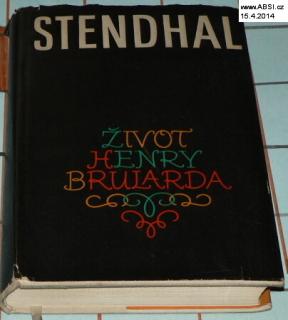 www.ABSI.cz
15.4.2014
STENDHAL
ŽIVOT
HENRY
BRULARDA